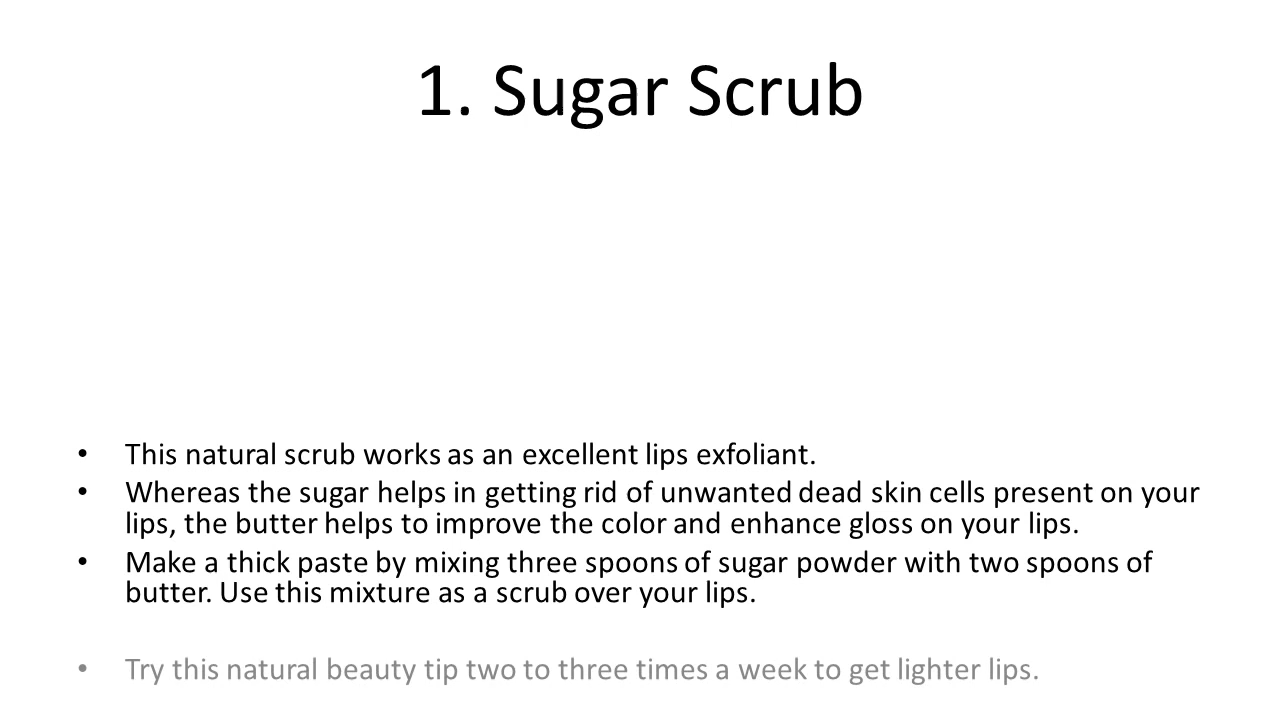 1. Sugar Scrub
• This natural scrub works as an excellent lips exfoliant.
• Whereas the sugar helps in getting rid of unwanted dead skin cells present on your
lips, the butter helps to improve the color and enhance gloss on your lips.
• Make a thick paste by mixing three spoons of sugar powder with two spoons of
butter. Use this mixture as a scrub over your lips.
• Try this natural beauty tip two to three times a week to get lighter lips.